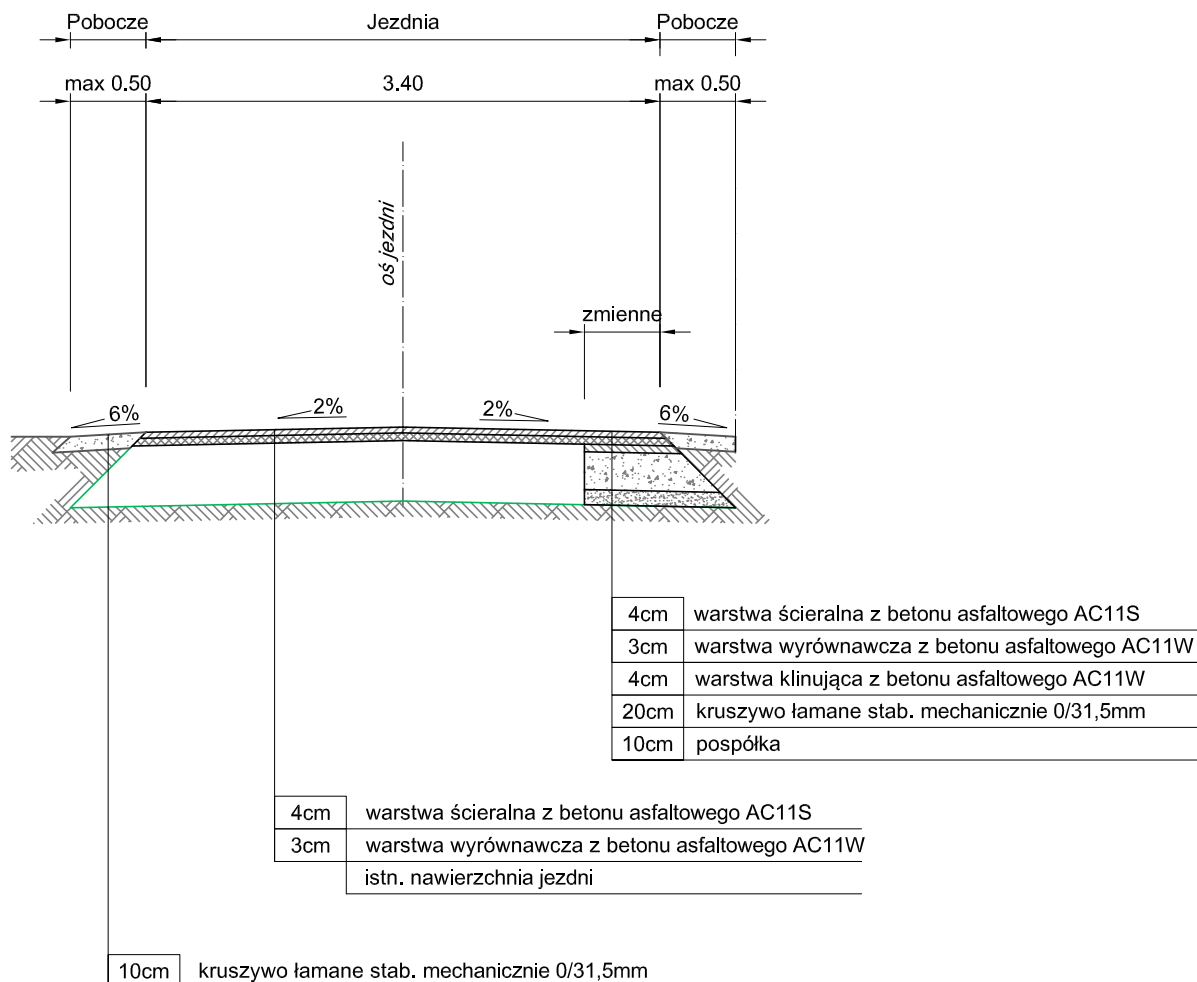 Pobocze Jezdnia Pobocze
max 0.50 3.40 max 0.50
oś jezdni
zmienne
6% 2% 2% 6%
4cm warstwa ścieralna z betonu asfaltowego AC11S
3cm warstwa wyrównawcza z betonu asfaltowego AC11W
4cm warstwa klinująca z betonu asfaltowego AC11W
20cm kruszywo łamane stab. mechanicznie 0/31,5mm
10cm pospółka
4cm warstwa ścieralna z betonu asfaltowego AC11S
3cm warstwa wyrównawcza z betonu asfaltowego AC11W
istn. nawierzchnia jezdni
10cm kruszywo łamane stab. mechanicznie 0/31,5mm